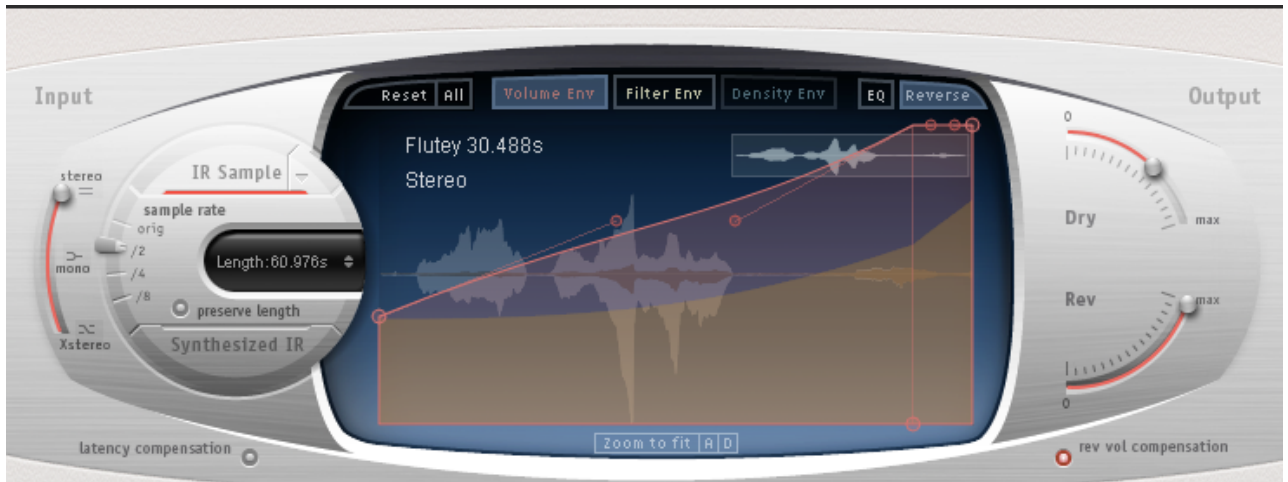 Input
Output
Reset All Volume Env Filter Env Density Env EQ Reverse
Flutey 30.488s
Stereo
stereo
mono
Xstereo
IR Sample
sample rate
orig
/2
/4
/8
Length:60.976s
preserve length
Synthesized IR
latency compensation
Zoom to fit A D
0
Dry
max
Rev
max
0
rev vol compensation